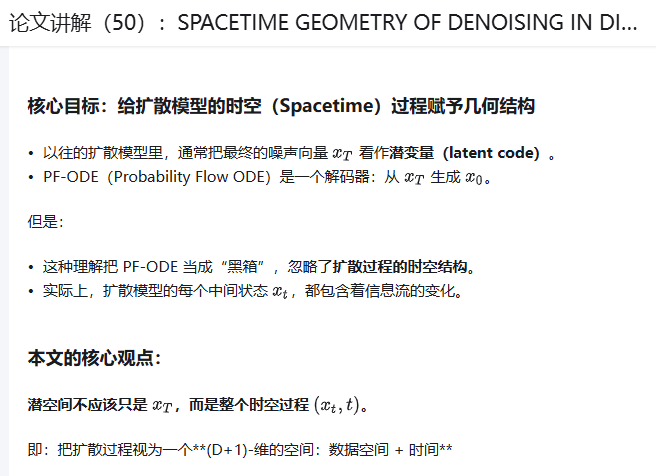 论文讲解（50）：SPACETIME GEOMETRY OF DENOISING IN DI...
核心目标：给扩散模型的时空（Spacetime）过程赋予几何结构
• 以往的扩散模型里，通常把最终的噪声向量 x_T 看作潜变量（latent code）。
• PF-ODE（Probability Flow ODE）是一个解码器：从 x_T 生成 x_0。
但是：
• 这种理解把 PF-ODE 当成“黑箱”，忽略了扩散过程的时空结构。
• 实际上，扩散模型的每个中间状态 x_t，都包含着信息流的变化。
本文的核心观点：
潜空间不应该只是 x_T，而是整个时空过程 (x_t, t)。
即：把扩散过程视为一个**(D+1)-维的空间：数据空间 + 时间**